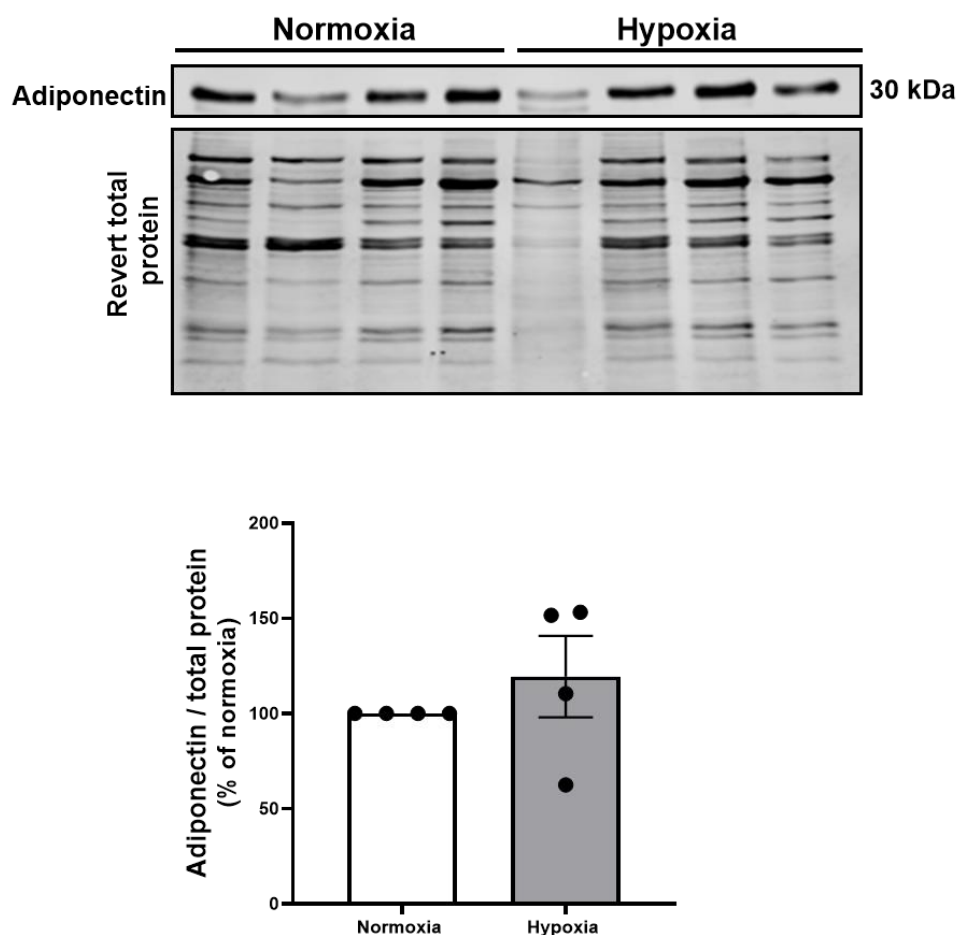 Normoxia Hypoxia
Adiponectin 30 kDa
Revert total
protein
Adiponectin / total protein
(% of normoxia)
200
150
100
50
0
Normoxia Hypoxia